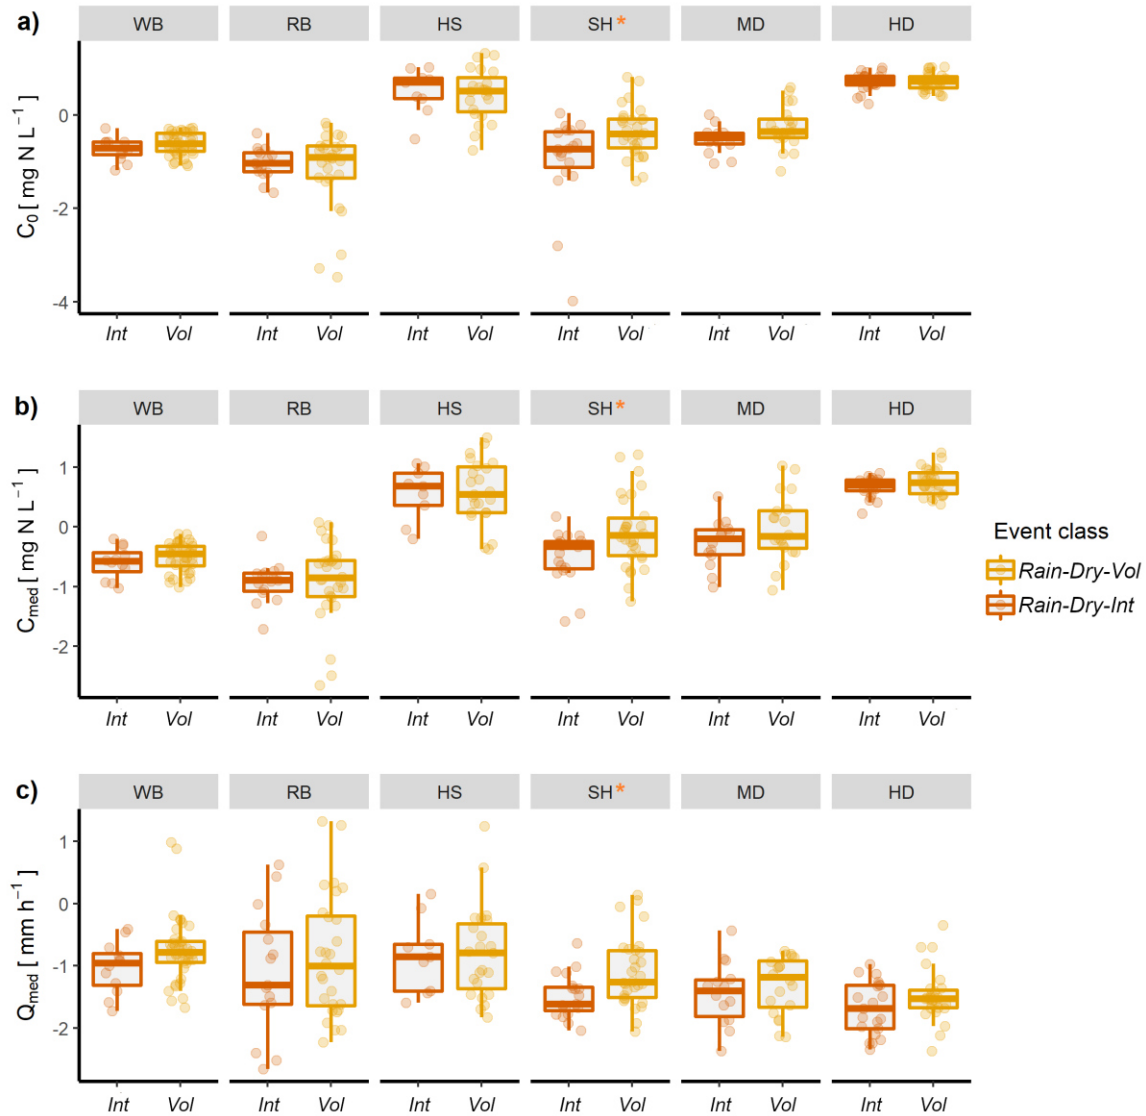 a)
WB RB HS SH* MD HD
C0 [ mg N L−1 ]
0
-2
-4
Int Vol Int Vol Int Vol Int Vol Int Vol Int Vol
b)
WB RB HS SH* MD HD
Cmed [ mg N L−1 ]
1
0
-1
-2
Int Vol Int Vol Int Vol Int Vol Int Vol Int Vol
Event class
Rain-Dry-Vol
Rain-Dry-Int
c)
WB RB HS SH* MD HD
Qmed [ mm h−1 ]
1
0
-1
-2
Int Vol Int Vol Int Vol Int Vol Int Vol Int Vol